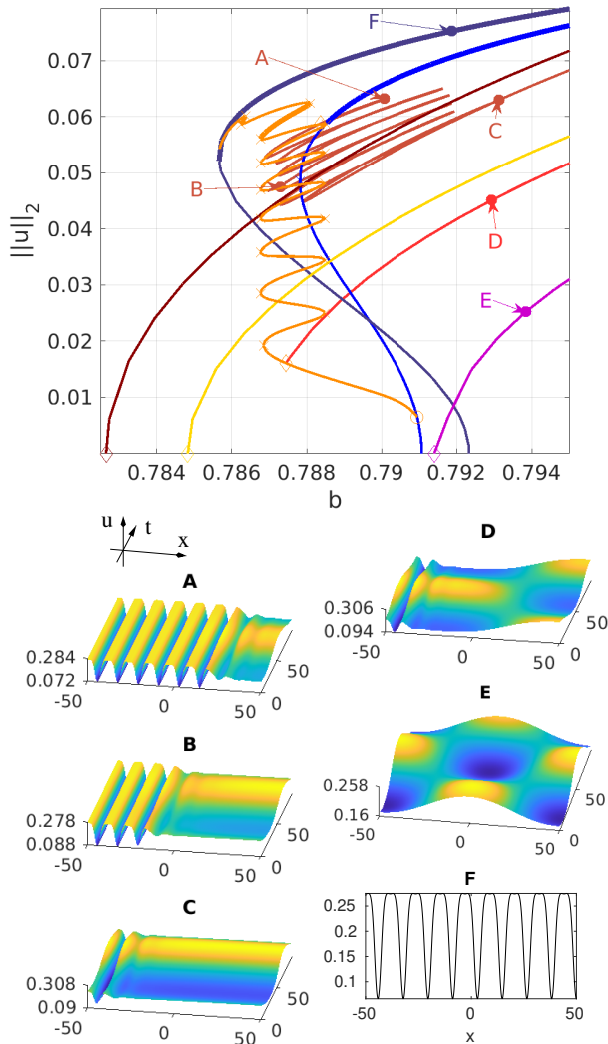 F
A
0.07
0.06
C
0.05
B
||u||₂
0.04
D
0.03
E
0.02
0.01
0.784 0.786 0.788 0.79 0.792 0.794
b
u t x
A
0.284
0.072
-50 0 50 0 50
B
0.278
0.088
-50 0 50 0 50
C
0.308
0.09
-50 0 50 0 50
D
0.306
0.094
-50 0 50 0 50
E
0.258
0.16
-50 0 50 0 50
F
0.25
0.2
0.15
0.1
-50 0 50
x